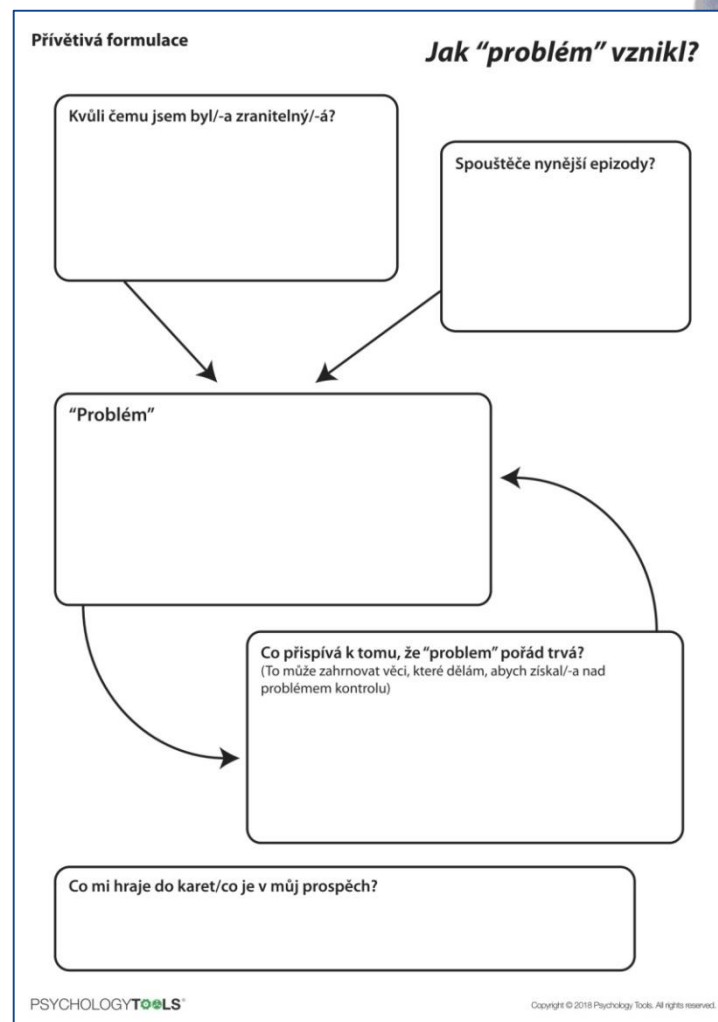 Přívětivá formulace
Jak “problém” vznikl?
Kvůli čemu jsem byl/-a zranitelný/-á?
Spouštěče nynější epizody?
“Problém”
Co přispívá k tomu, že “problem” pořád trvá?
(To může zahrnovat věci, které dělám, abych získal/-a nad
problémem kontrolu)
Co mi hraje do karet/co je v můj prospěch?
PSYCHOLOGYTOOLS®
Copyright © 2018 Psychology Tools. All rights reserved.